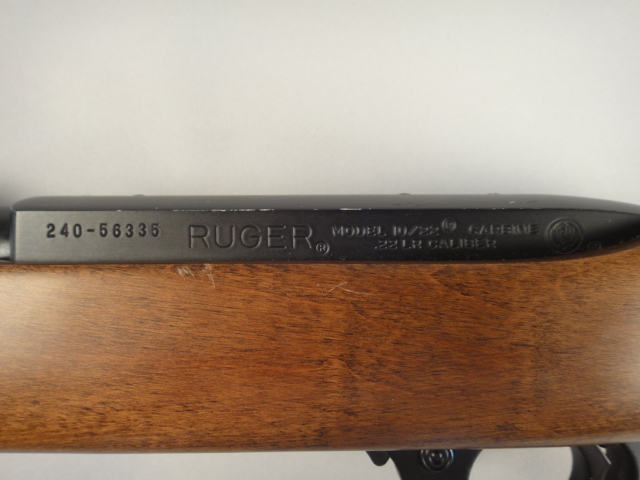 240-56335 RUGER® MODEL 10/22® CARBINE
.22 LR CALIBER